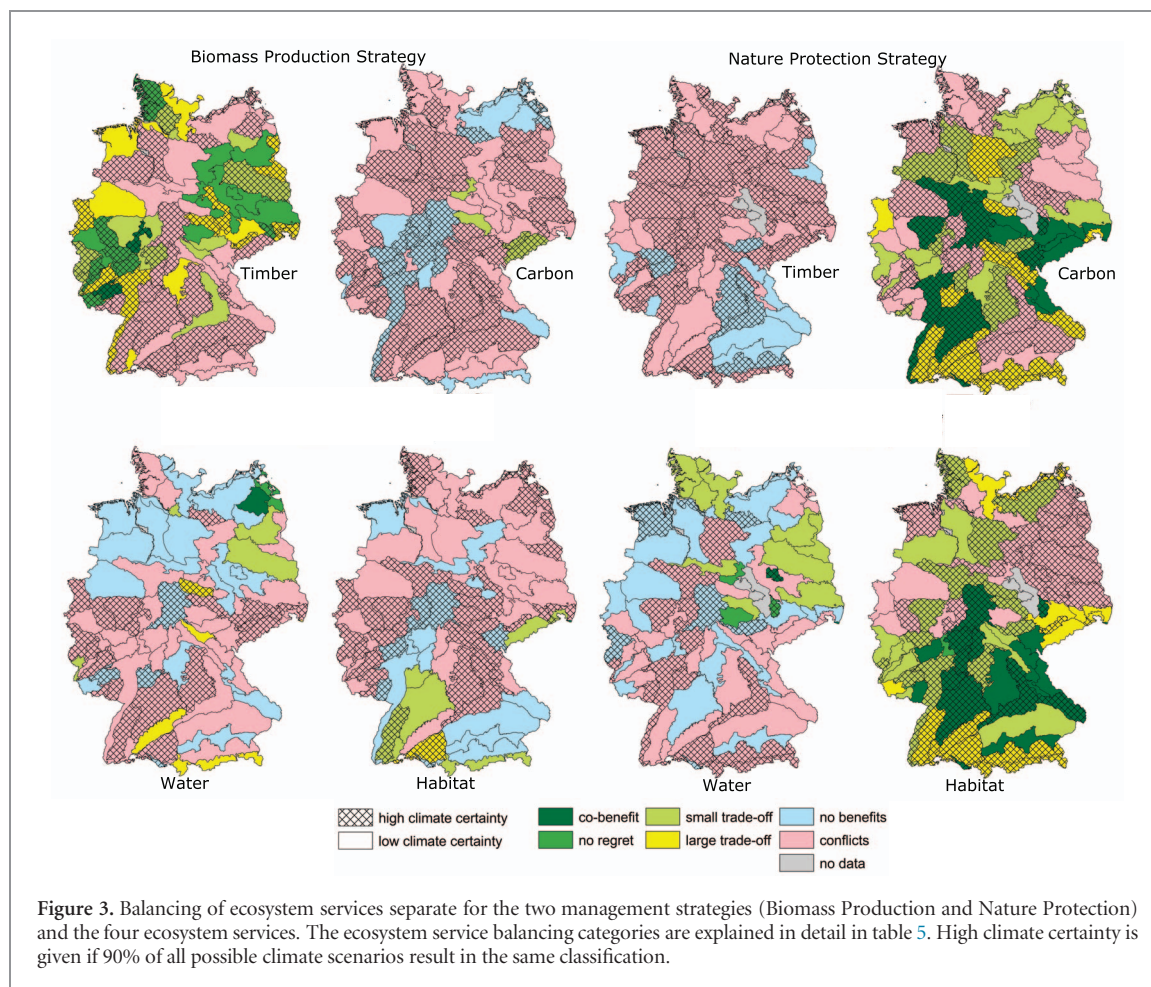 Biomass Production Strategy
Nature Protection Strategy
Timber
Carbon
Timber
Carbon
Water
Habitat
Water
Habitat
high climate certainty
co-benefit
small trade-off
no benefits
low climate certainty
no regret
large trade-off
conflicts
no data
Figure 3. Balancing of ecosystem services separate for the two management strategies (Biomass Production and Nature Protection)
and the four ecosystem services. The ecosystem service balancing categories are explained in detail in table 5. High climate certainty is
given if 90% of all possible climate scenarios result in the same classification.